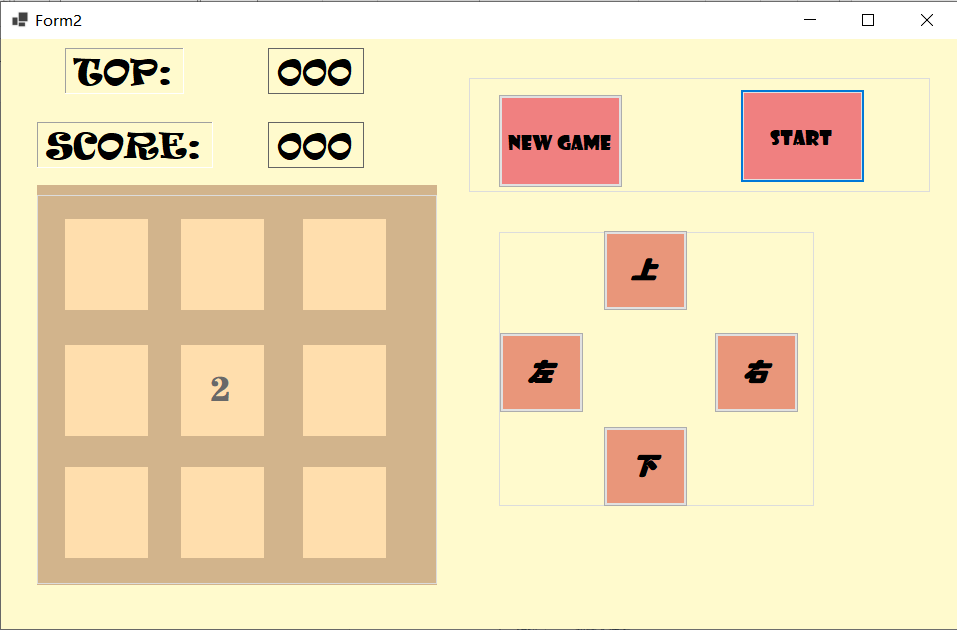 Form2
TOP: 000
SCORE: 000
NEW GAME
START
2
上
左
右
下